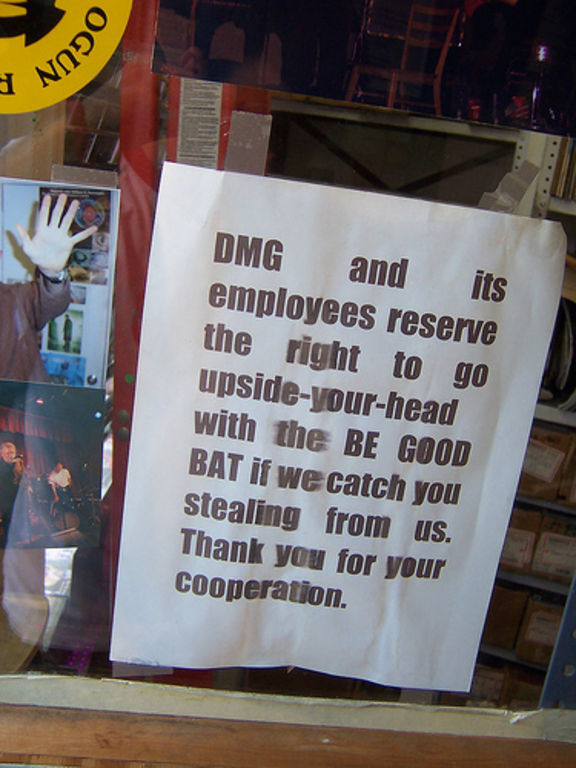 OGUN R
DMG and its
employees reserve
the right to go
upside-your-head
with the BE GOOD
BAT if we catch you
stealing from us.
Thank you for your
cooperation.